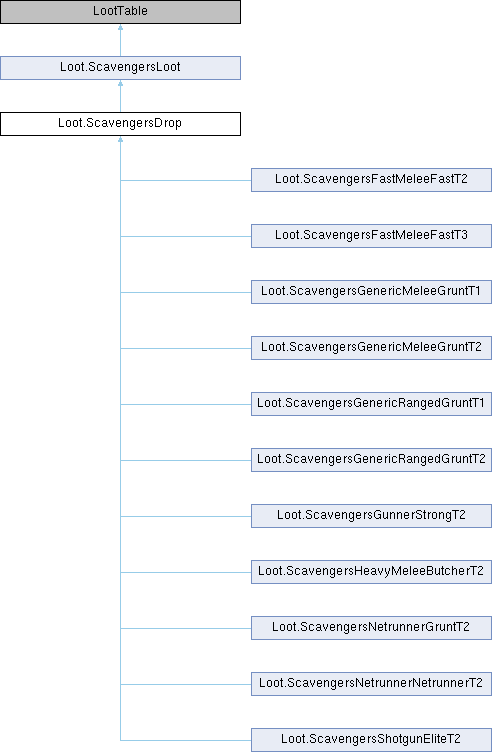 LootTable
Loot.ScavengersLoot
Loot.ScavengersDrop
Loot.ScavengersFastMeleeFastT2
Loot.ScavengersFastMeleeFastT3
Loot.ScavengersGenericMeleeGruntT1
Loot.ScavengersGenericMeleeGruntT2
Loot.ScavengersGenericRangedGruntT1
Loot.ScavengersGenericRangedGruntT2
Loot.ScavengersGunnerStrongT2
Loot.ScavengersHeavyMeleeButcherT2
Loot.ScavengersNetrunnerGruntT2
Loot.ScavengersNetrunnerNetrunnerT2
Loot.ScavengersShotgunEliteT2